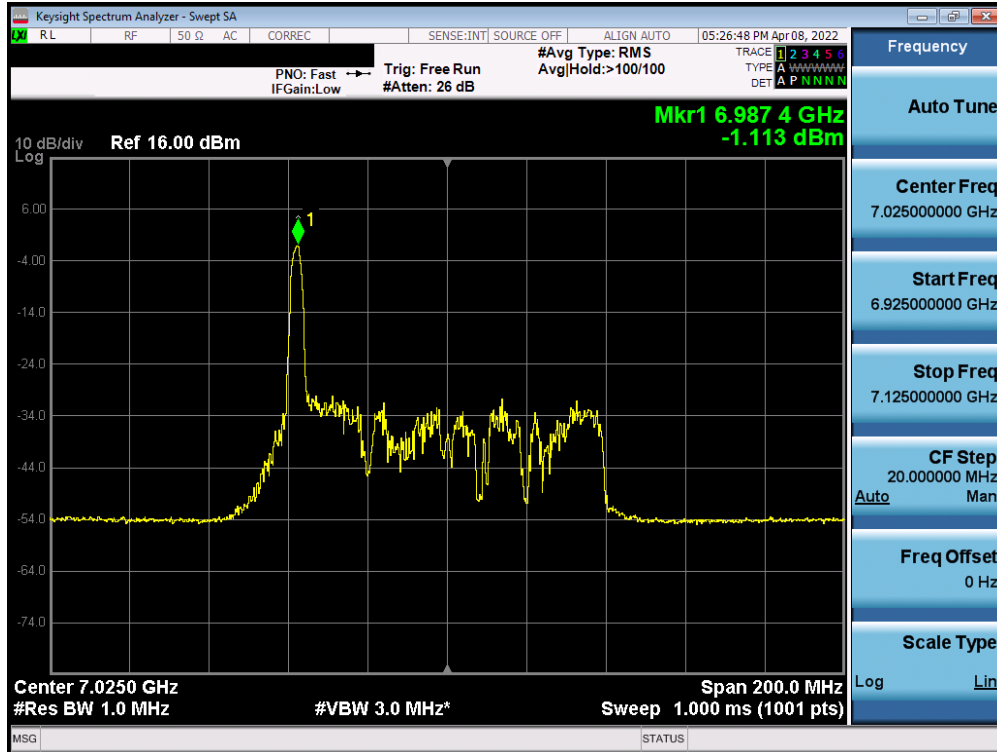 Keysight Spectrum Analyzer - Swept SA
LXI RL RF 50 Ω AC CORREC SENSE:INT SOURCE OFF ALIGN AUTO 05:26:48 PM Apr 08, 2022
PNO: Fast
IFGain:Low
Trig: Free Run
#Atten: 26 dB
#Avg Type: RMS
Avg|Hold:>100/100
TRACE 1 2 3 4 5 6
TYPE A WWWWW
DET A P N N N N
Mkr1 6.987 4 GHz
-1.113 dBm
10 dB/div Ref 16.00 dBm
Log
1
6.00
-4.00
-14.0
-24.0
-34.0
-44.0
-54.0
-64.0
-74.0
Center 7.0250 GHz Span 200.0 MHz
#Res BW 1.0 MHz #VBW 3.0 MHz* Sweep 1.000 ms (1001 pts)
MSG STATUS
Frequency
Auto Tune
Center Freq
7.025000000 GHz
Start Freq
6.925000000 GHz
Stop Freq
7.125000000 GHz
CF Step
20.000000 MHz
Auto Man
Freq Offset
0 Hz
Scale Type
Log Lin